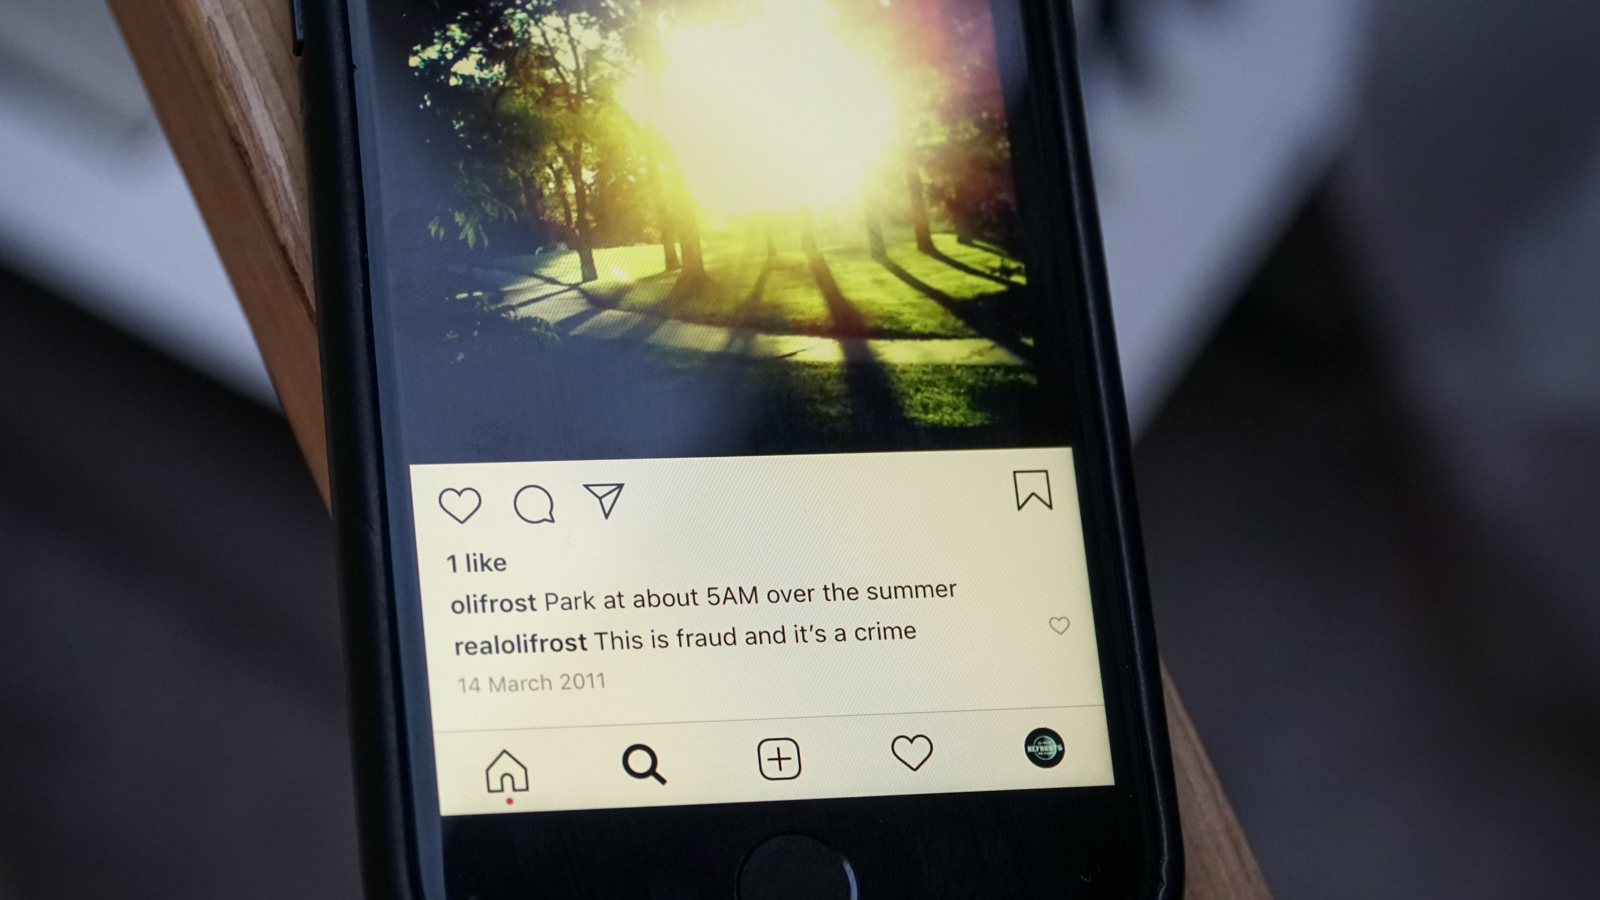 1 like
olifrost Park at about 5AM over the summer
realolifrost This is fraud and it's a crime
14 March 2011